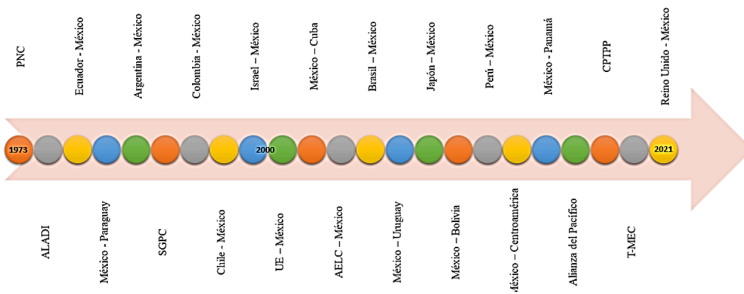 PNC
Ecuador - México
Argentina - México
Colombia - México
Israel – México
México – Cuba
Brasil – México
Japón – México
Perú – México
México - Panamá
CPTPP
Reino Unido - México
1973
2000
2021
ALADI
México - Paraguay
SGPC
Chile - México
UE – México
AELC – México
México – Uruguay
México – Bolivia
México – Centroamérica
Alianza del Pacífico
T-MEC